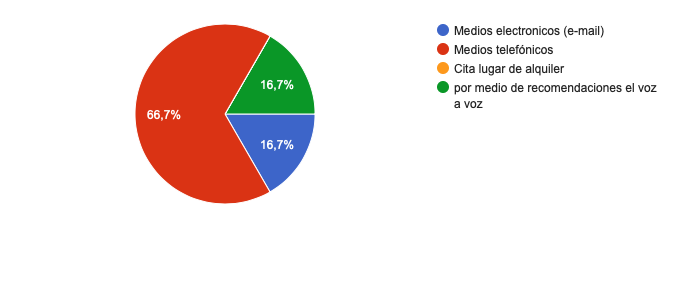 Medios electronicos (e-mail)
Medios telefónicos
Cita lugar de alquiler
por medio de recomendaciones el voz
a voz
66,7%
16,7%
16,7%